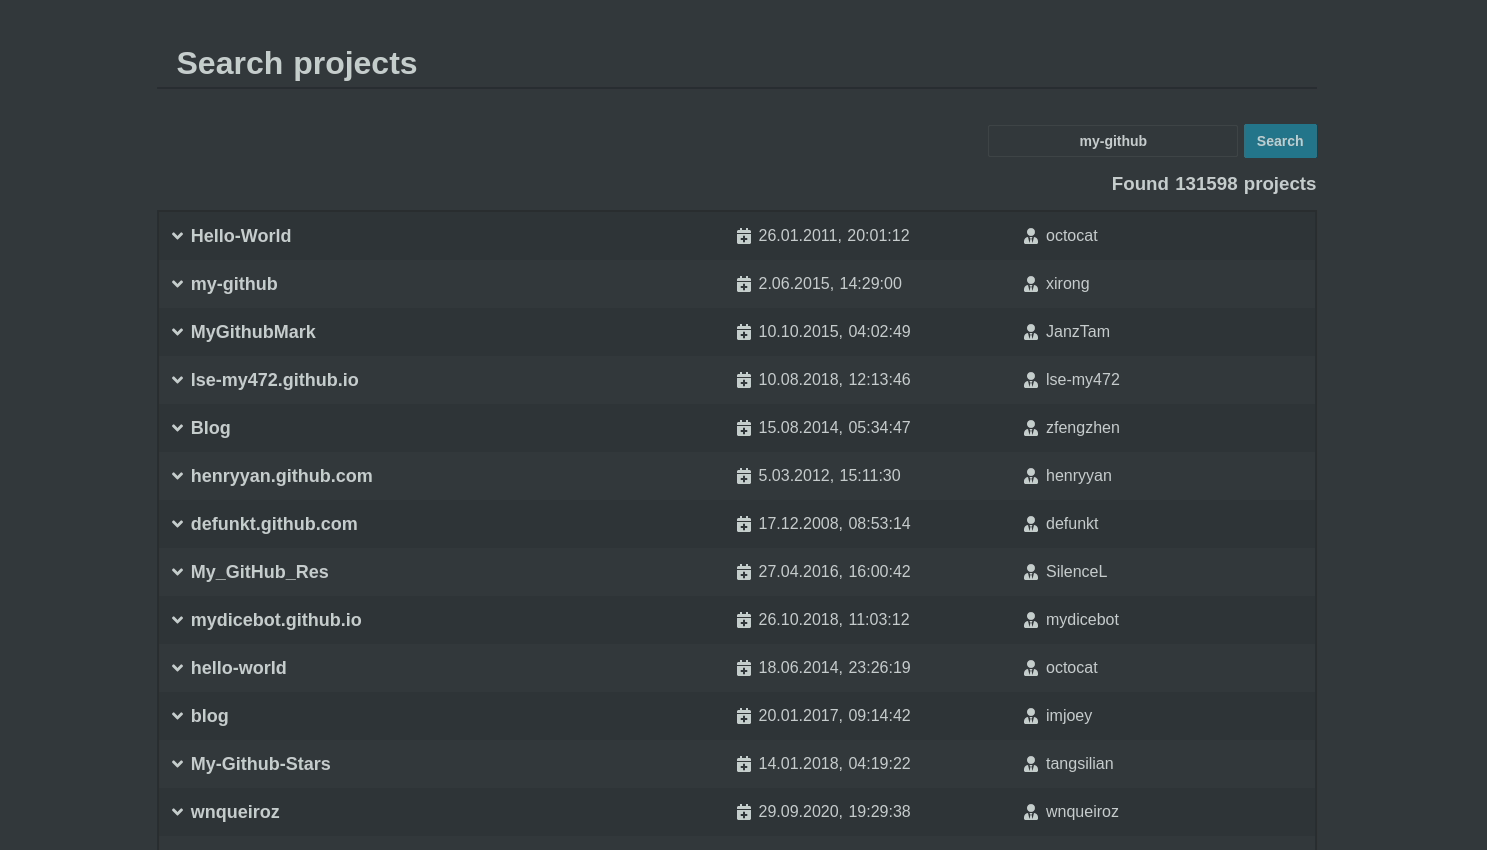 Search projects
my-github Search
Found 131598 projects
Hello-World 26.01.2011, 20:01:12 octocat
my-github 2.06.2015, 14:29:00 xirong
MyGithubMark 10.10.2015, 04:02:49 JanzTam
lse-my472.github.io 10.08.2018, 12:13:46 lse-my472
Blog 15.08.2014, 05:34:47 zfengzhen
henryyan.github.com 5.03.2012, 15:11:30 henryyan
defunkt.github.com 17.12.2008, 08:53:14 defunkt
My_GitHub_Res 27.04.2016, 16:00:42 SilenceL
mydicebot.github.io 26.10.2018, 11:03:12 mydicebot
hello-world 18.06.2014, 23:26:19 octocat
blog 20.01.2017, 09:14:42 imjoey
My-Github-Stars 14.01.2018, 04:19:22 tangsilian
wnqueiroz 29.09.2020, 19:29:38 wnqueiroz